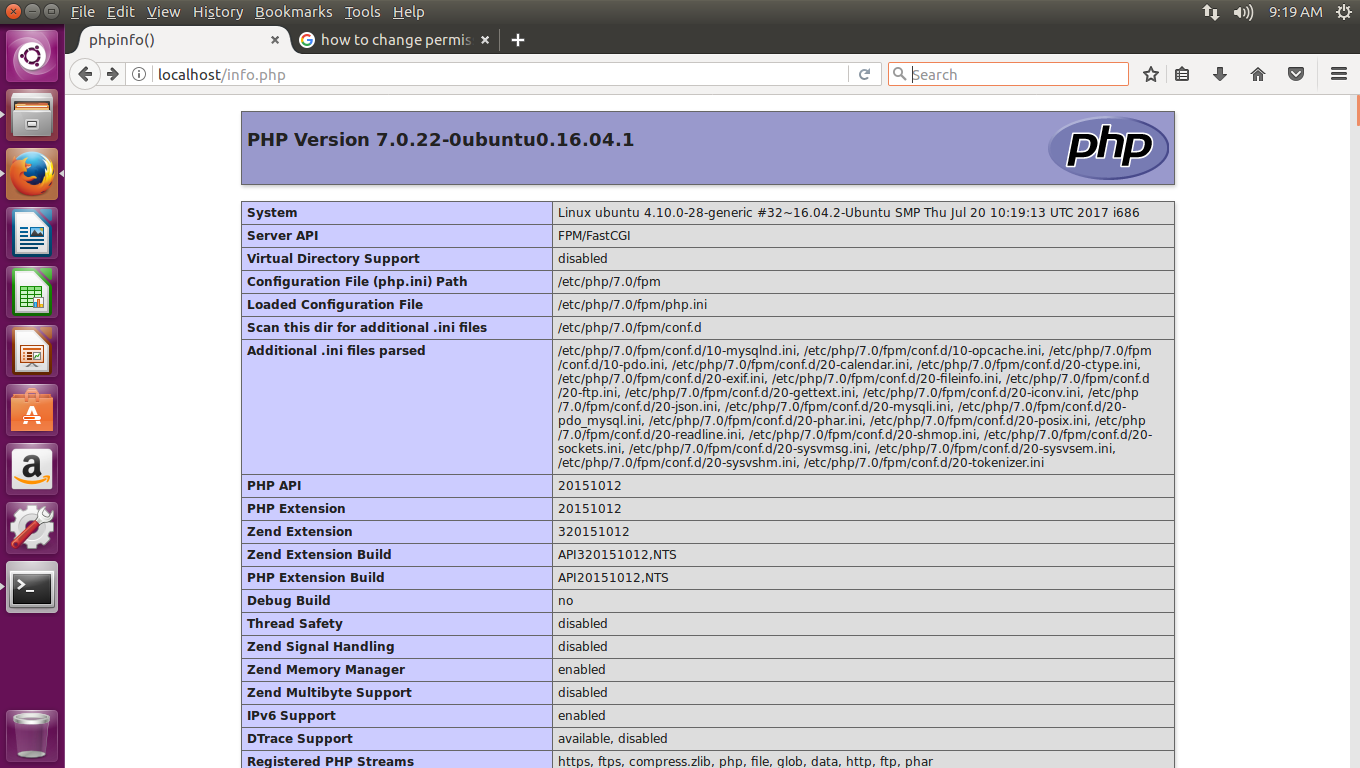 File Edit View History Bookmarks Tools Help
9:19 AM
phpinfo()
how to change permis
localhost/info.php
Search
PHP Version 7.0.22-0ubuntu0.16.04.1
php
System Linux ubuntu 4.10.0-28-generic #32~16.04.2-Ubuntu SMP Thu Jul 20 10:19:13 UTC 2017 i686
Server API FPM/FastCGI
Virtual Directory Support disabled
Configuration File (php.ini) Path /etc/php/7.0/fpm
Loaded Configuration File /etc/php/7.0/fpm/php.ini
Scan this dir for additional .ini files /etc/php/7.0/fpm/conf.d
Additional .ini files parsed /etc/php/7.0/fpm/conf.d/10-mysqlnd.ini, /etc/php/7.0/fpm/conf.d/10-opcache.ini, /etc/php/7.0/fpm
/conf.d/10-pdo.ini, /etc/php/7.0/fpm/conf.d/20-calendar.ini, /etc/php/7.0/fpm/conf.d/20-ctype.ini,
/etc/php/7.0/fpm/conf.d/20-exif.ini, /etc/php/7.0/fpm/conf.d/20-fileinfo.ini, /etc/php/7.0/fpm/conf.d
/20-ftp.ini, /etc/php/7.0/fpm/conf.d/20-gettext.ini, /etc/php/7.0/fpm/conf.d/20-iconv.ini, /etc/php
/7.0/fpm/conf.d/20-json.ini, /etc/php/7.0/fpm/conf.d/20-mysqli.ini, /etc/php/7.0/fpm/conf.d/20-
pdo_mysql.ini, /etc/php/7.0/fpm/conf.d/20-phar.ini, /etc/php/7.0/fpm/conf.d/20-posix.ini, /etc/php
/7.0/fpm/conf.d/20-readline.ini, /etc/php/7.0/fpm/conf.d/20-shmop.ini, /etc/php/7.0/fpm/conf.d/20-
sockets.ini, /etc/php/7.0/fpm/conf.d/20-sysvmsg.ini, /etc/php/7.0/fpm/conf.d/20-sysvsem.ini,
/etc/php/7.0/fpm/conf.d/20-sysvshm.ini, /etc/php/7.0/fpm/conf.d/20-tokenizer.ini
PHP API 20151012
PHP Extension 20151012
Zend Extension 320151012
Zend Extension Build API320151012,NTS
PHP Extension Build API20151012,NTS
Debug Build no
Thread Safety disabled
Zend Signal Handling disabled
Zend Memory Manager enabled
Zend Multibyte Support disabled
IPv6 Support enabled
DTrace Support available, disabled
Registered PHP Streams https, ftps, compress.zlib, php, file, glob, data, http, ftp, phar